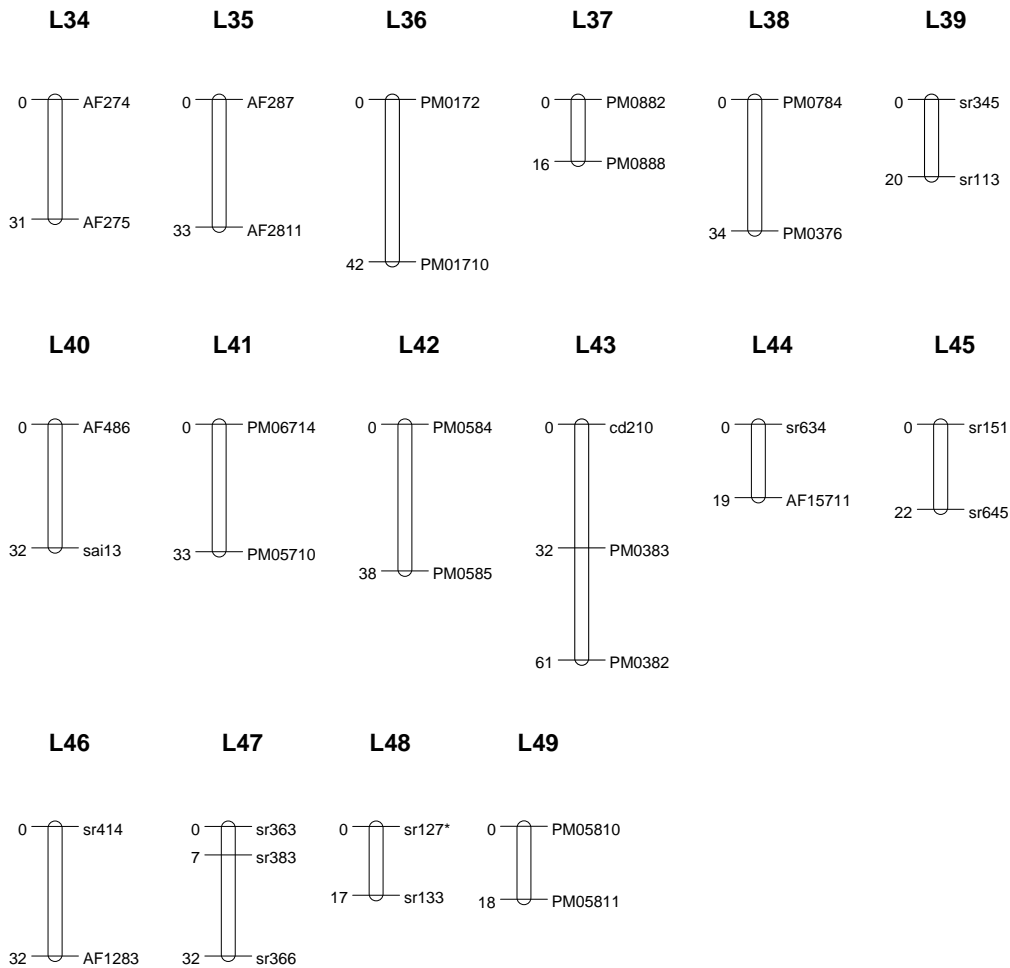 L34 L35 L36 L37 L38 L39
0 AF274 0 AF287 0 PM0172 0 PM0882 0 PM0784 0 sr345
16 PM0888
20 sr113
31 AF275
33 AF2811
34 PM0376
42 PM01710
L40 L41 L42 L43 L44 L45
0 AF486 0 PM06714 0 PM0584 0 cd210 0 sr634 0 sr151
19 AF15711
22 sr645
32 sai13 33 PM05710 32 PM0383
38 PM0585
61 PM0382
L46 L47 L48 L49
0 sr414 0 sr363 0 sr127* 0 PM05810
7 sr383
17 sr133 18 PM05811
32 AF1283 32 sr366